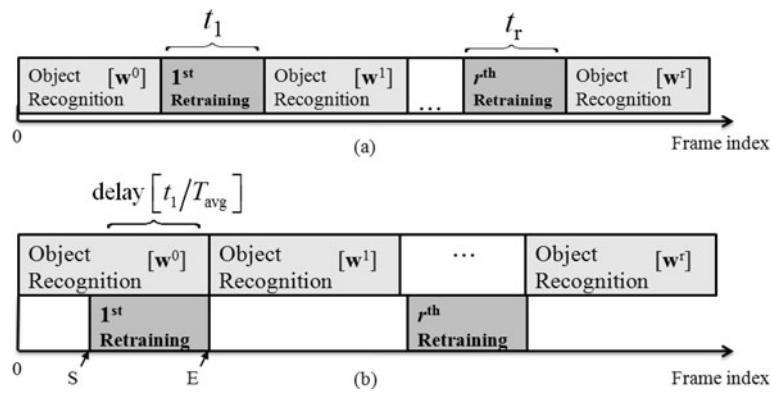 t₁ tᵣ
Object [w⁰] 1ˢᵗ Object [w¹] rᵗʰ Object [wʳ]
Recognition Retraining Recognition ... Retraining Recognition
0 Frame index
(a)
delay [t₁/Tₐᵥg]
Object [w⁰] Object [w¹] ... Object [wʳ]
Recognition Recognition Recognition
1ˢᵗ rᵗʰ
Retraining Retraining
0 S E Frame index
(b)